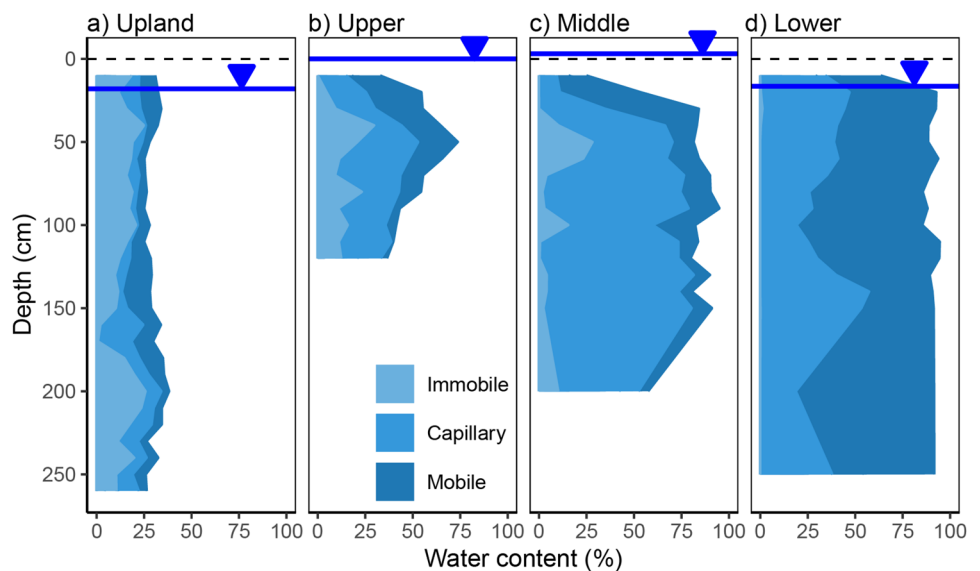 a) Upland
b) Upper
c) Middle
d) Lower
0
50
100
150
200
250
Depth (cm)
Immobile
Capillary
Mobile
0 25 50 75 100
0 25 50 75 100
0 25 50 75 100
0 25 50 75 100
Water content (%)